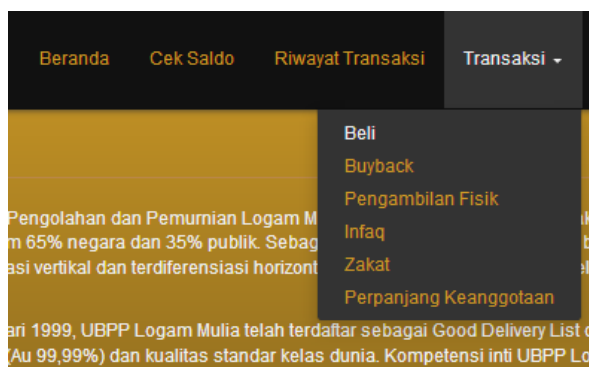 Beranda Cek Saldo Riwayat Transaksi Transaksi
Beli
Buyback
Pengambilan Fisik
Infaq
Zakat
Perpanjang Keanggotaan
Pengolahan dan Pemurnian Logam M
m 65% negara dan 35% publik. Sebag
asi vertikal dan terdiferensiasi horizont
ari 1999, UBPP Logam Mulia telah terdaftar sebagai Good Delivery List
(Au 99,99%) dan kualitas standar kelas dunia. Kompetensi inti UBPP Lo